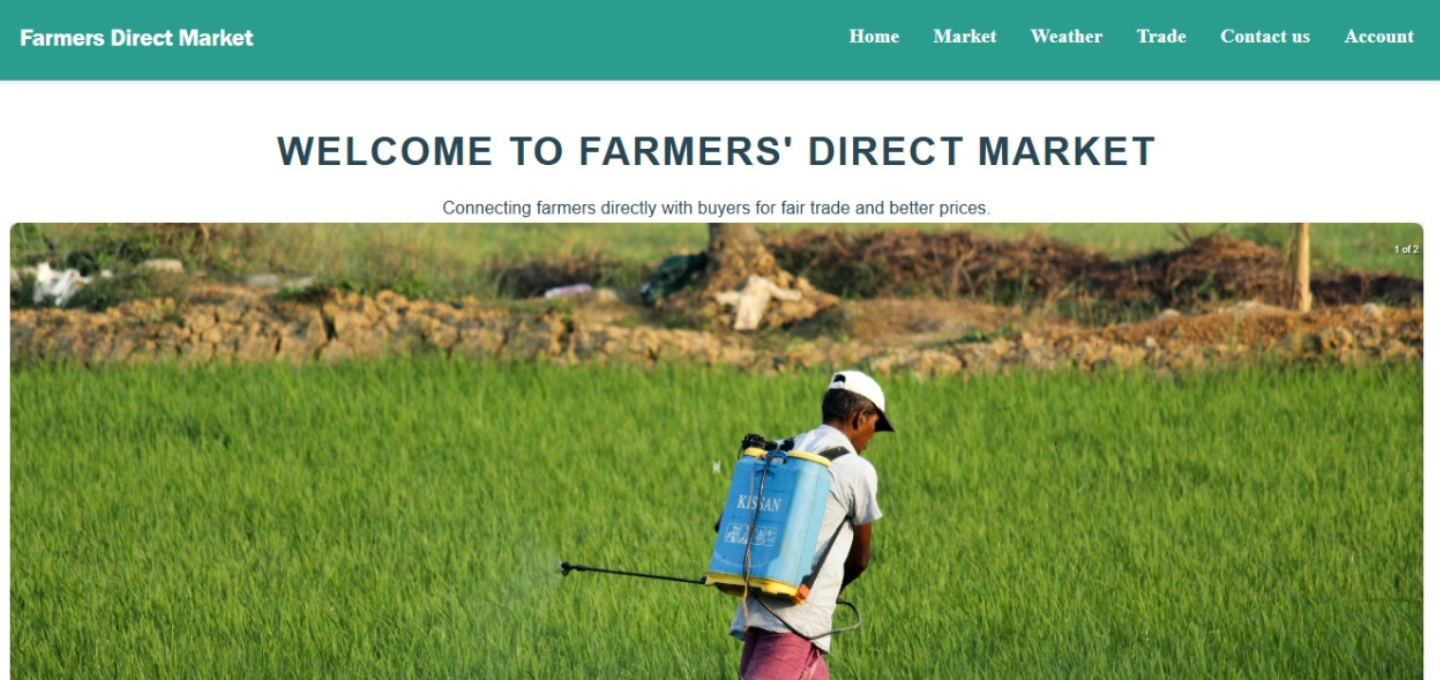 Farmers Direct Market
Home Market Weather Trade Contact us Account
WELCOME TO FARMERS' DIRECT MARKET
Connecting farmers directly with buyers for fair trade and better prices.
1 of 2
KISSAN